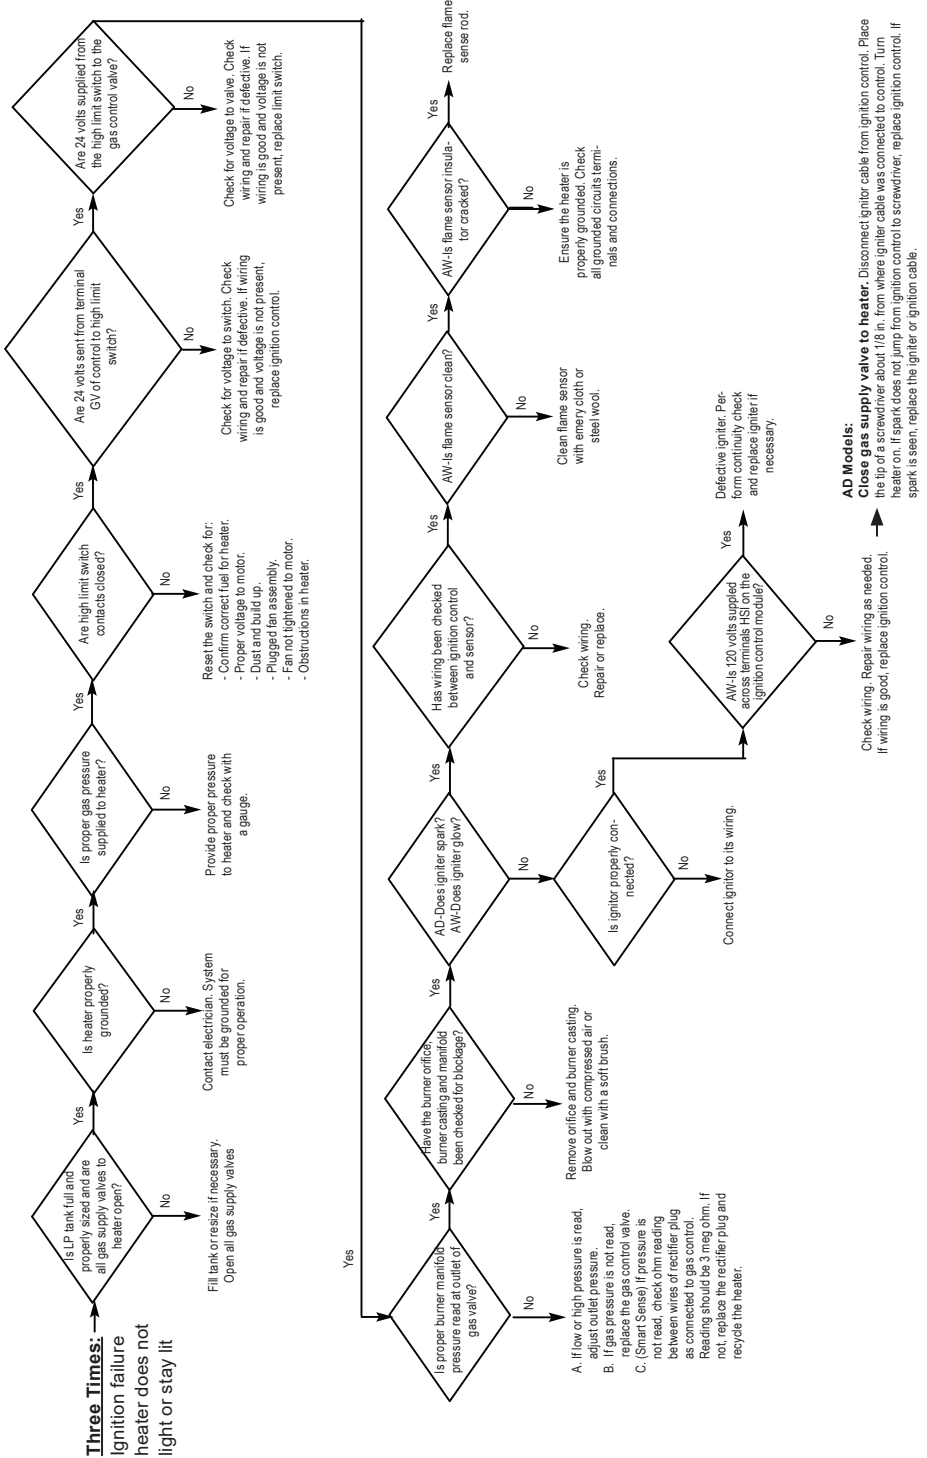 Three Times:
Ignition failure
heater does not
light or stay lit
Is LP tank full and
properly sized and are
all gas supply valves to
heater open?
Yes
No
Fill tank or resize if necessary.
Open all gas supply valves
Is heater properly
grounded?
Yes
No
Contact electrician. System
must be grounded for
proper operation.
Is proper gas pressure
supplied to heater?
Yes
No
Provide proper pressure
to heater and check with
a gauge.
Are high limit switch
contacts closed?
Yes
No
Reset the switch and check for:
- Confirm correct fuel for heater.
- Proper voltage to motor.
- Dust and build up.
- Plugged fan assembly.
- Fan not tightened to motor.
- Obstructions in heater.
Are 24 volts sent from terminal
GV of control to high limit
switch?
Yes
No
Check for voltage to switch. Check
wiring and repair if defective. If wiring
is good and voltage is not present,
replace ignition control.
Are 24 volts supplied from
the high limit switch to the
gas control valve?
No
Check for voltage to valve. Check
wiring and repair if defective. If
wiring is good and voltage is not
present, replace limit switch.
Yes
Is proper burner manifold
pressure read at outlet of
gas valve?
Yes
No
A. If low or high pressure is read,
adjust outlet pressure.
B. If gas pressure is not read,
replace the gas control valve.
C. (Smart Sense) If pressure is
not read, check ohm reading
between wires of rectifier plug
as connected to gas control.
Reading should be 3 meg ohm. If
not, replace the rectifier plug and
recycle the heater.
Have the burner orifice,
burner casting and manifold
been checked for blockage?
Yes
No
Remove orifice and burner casting.
Blow out with compressed air or
clean with a soft brush.
AD-Does igniter spark?
AW-Does igniter glow?
Yes
No
Is ignitor properly con-
nected?
Yes
No
Connect ignitor to its wiring.
AW-Is 120 volts suppled
across terminals HSI on the
ignition control module?
Yes
Defective igniter. Per-
form continuity check
and replace igniter if
necessary.
No
Check wiring. Repair wiring as needed.
If wiring is good, replace ignition control.
AD Models:
Close gas supply valve to heater. Disconnect ignitor cable from ignition control. Place
the tip of a screwdriver about 1/8 in. from where igniter cable was connected to control. Turn
heater on. If spark does not jump from ignition control to screwdriver, replace ignition control. If
spark is seen, replace the igniter or ignition cable.
Has wiring been checked
between ignition control
and sensor?
Yes
No
Check wiring.
Repair or replace.
AW-Is flame sensor clean?
Yes
No
Clean flame sensor
with emery cloth or
steel wool.
AW-Is flame sensor insula-
tor cracked?
Yes
Replace flame
sense rod.
No
Ensure the heater is
properly grounded. Check
all grounded circuits termi-
nals and connections.